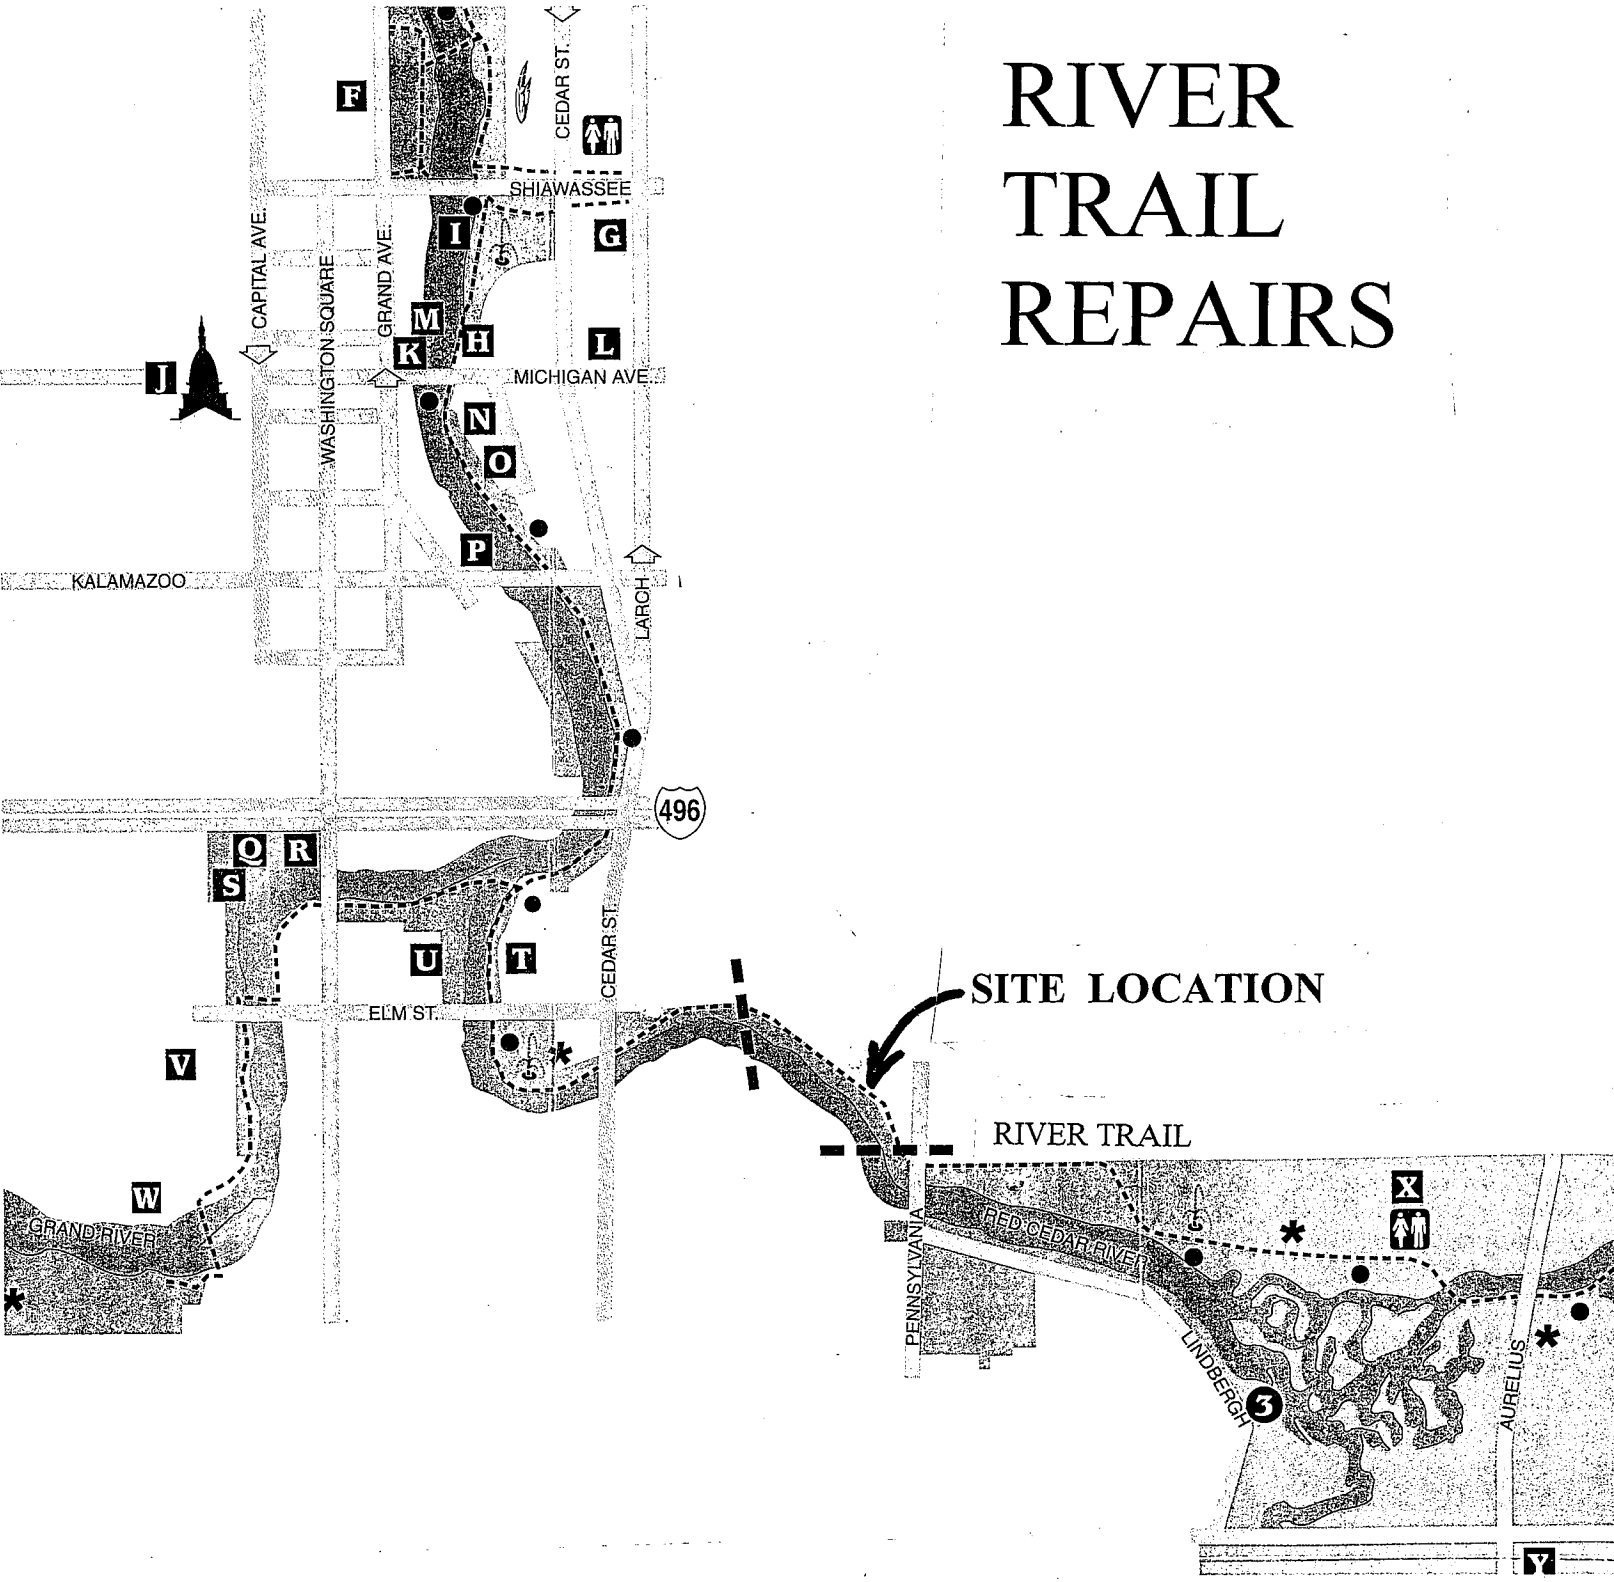 RIVER
TRAIL
REPAIRS
CEDAR ST.
F
SHIAWASSEE
I
G
CAPITAL AVE.
WASHINGTON SQUARE
GRAND AVE.
M
H
K
L
J
MICHIGAN AVE.
N
O
P
KALAMAZOO
LARCH
496
Q
R
S
U
T
CEDAR ST.
SITE LOCATION
ELM ST.
V
RIVER TRAIL
W
X
GRAND RIVER
RED CEDAR RIVER
PENNSYLVANIA
LINDBERGH
3
AURELIUS
Y